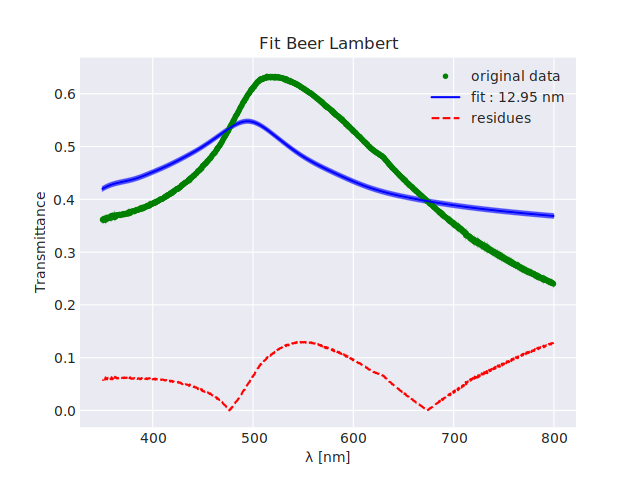 Fit Beer Lambert
original data
fit : 12.95 nm
residues
Transmittance
0.6
0.5
0.4
0.3
0.2
0.1
0.0
400 500 600 700 800
λ [nm]